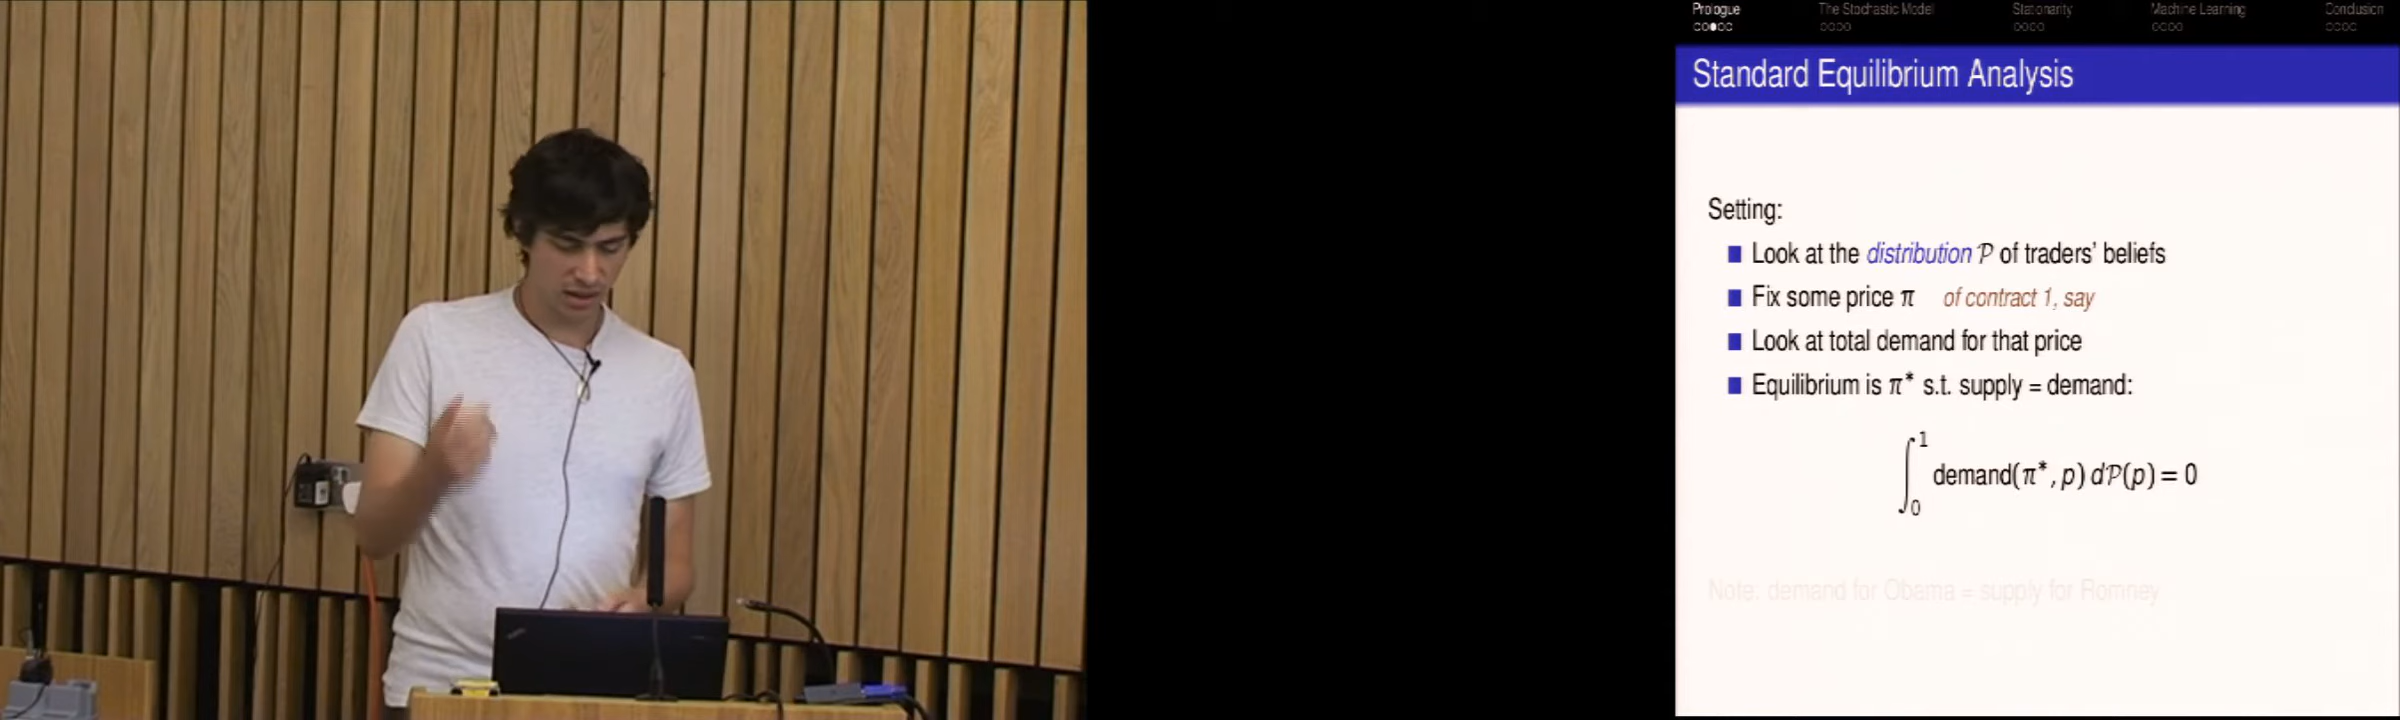 Prologue The Stochastic Model Stationarity Machine Learning Conclusion
Standard Equilibrium Analysis
Setting:
Look at the distribution 𝒫 of traders' beliefs
Fix some price π of contract 1, say
Look at total demand for that price
Equilibrium is π* s.t. supply = demand:
∫₀¹ demand(π*, p) d𝒫(p) = 0
Note: demand for Obama = supply for Romney